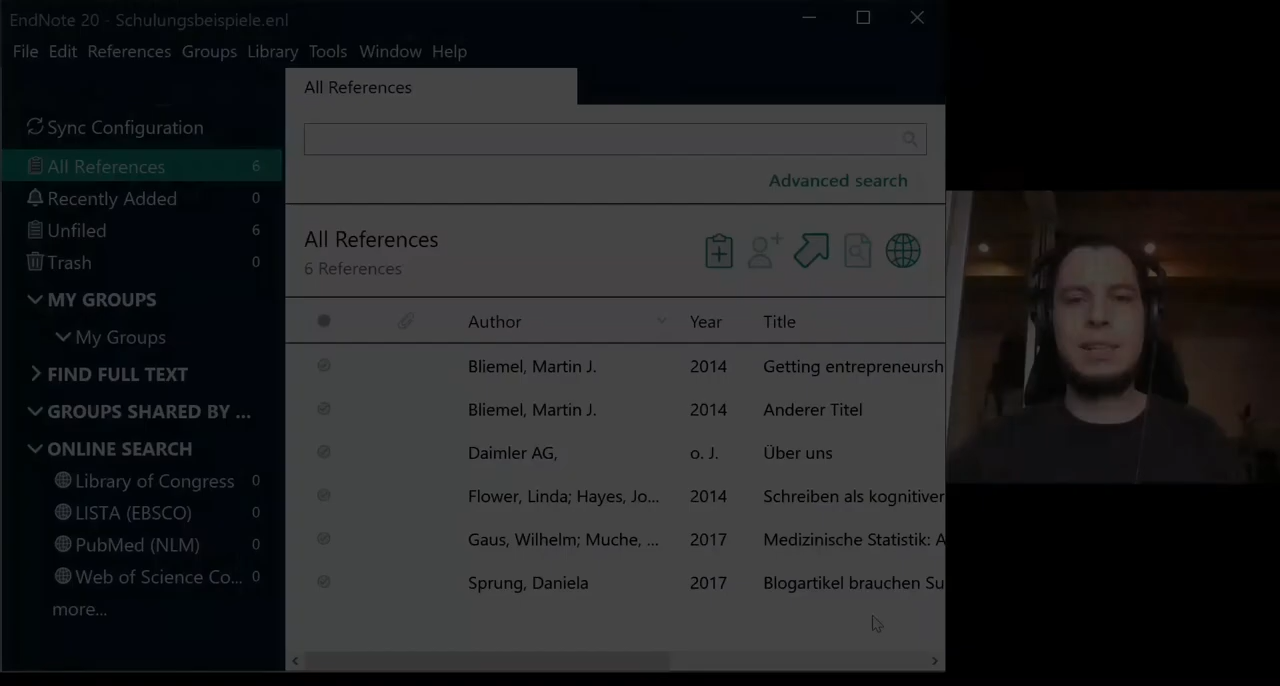 EndNote 20 - Schulungsbeispiele.enl
File Edit References Groups Library Tools Window Help
All References
Sync Configuration
All References 6
Recently Added 0
Unfiled 6
Trash 0
MY GROUPS
My Groups
FIND FULL TEXT
GROUPS SHARED BY ...
ONLINE SEARCH
Library of Congress 0
LISTA (EBSCO) 0
PubMed (NLM) 0
Web of Science Co... 0
more...
Advanced search
All References
6 References
Author Year Title
Bliemel, Martin J. 2014 Getting entrepreneursh
Bliemel, Martin J. 2014 Anderer Titel
Daimler AG, o. J. Über uns
Flower, Linda; Hayes, Jo... 2014 Schreiben als kognitiver
Gaus, Wilhelm; Muche, ... 2017 Medizinische Statistik: A
Sprung, Daniela 2017 Blogartikel brauchen Su